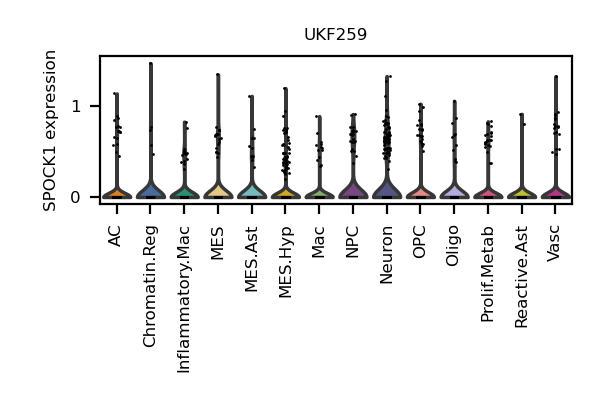 UKF259
SPOCK1 expression
1
0
AC
Chromatin.Reg
Inflammatory.Mac
MES
MES.Ast
MES.Hyp
Mac
NPC
Neuron
OPC
Oligo
Prolif.Metab
Reactive.Ast
Vasc